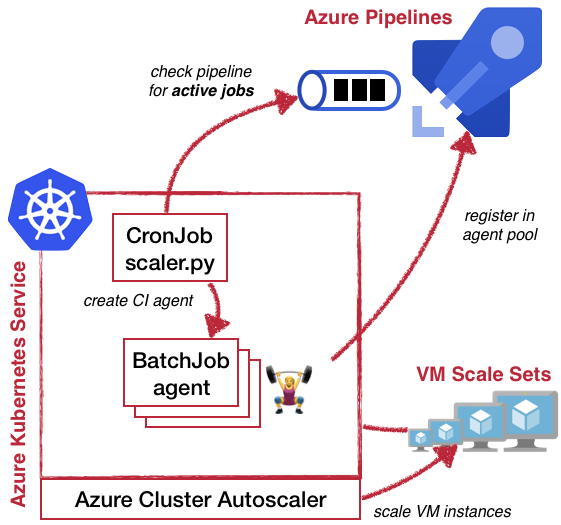 Azure Pipelines
check pipeline
for active jobs
CronJob
scaler.py
create CI agent
BatchJob
agent
register in
agent pool
Azure Kubernetes Service
VM Scale Sets
Azure Cluster Autoscaler
scale VM instances